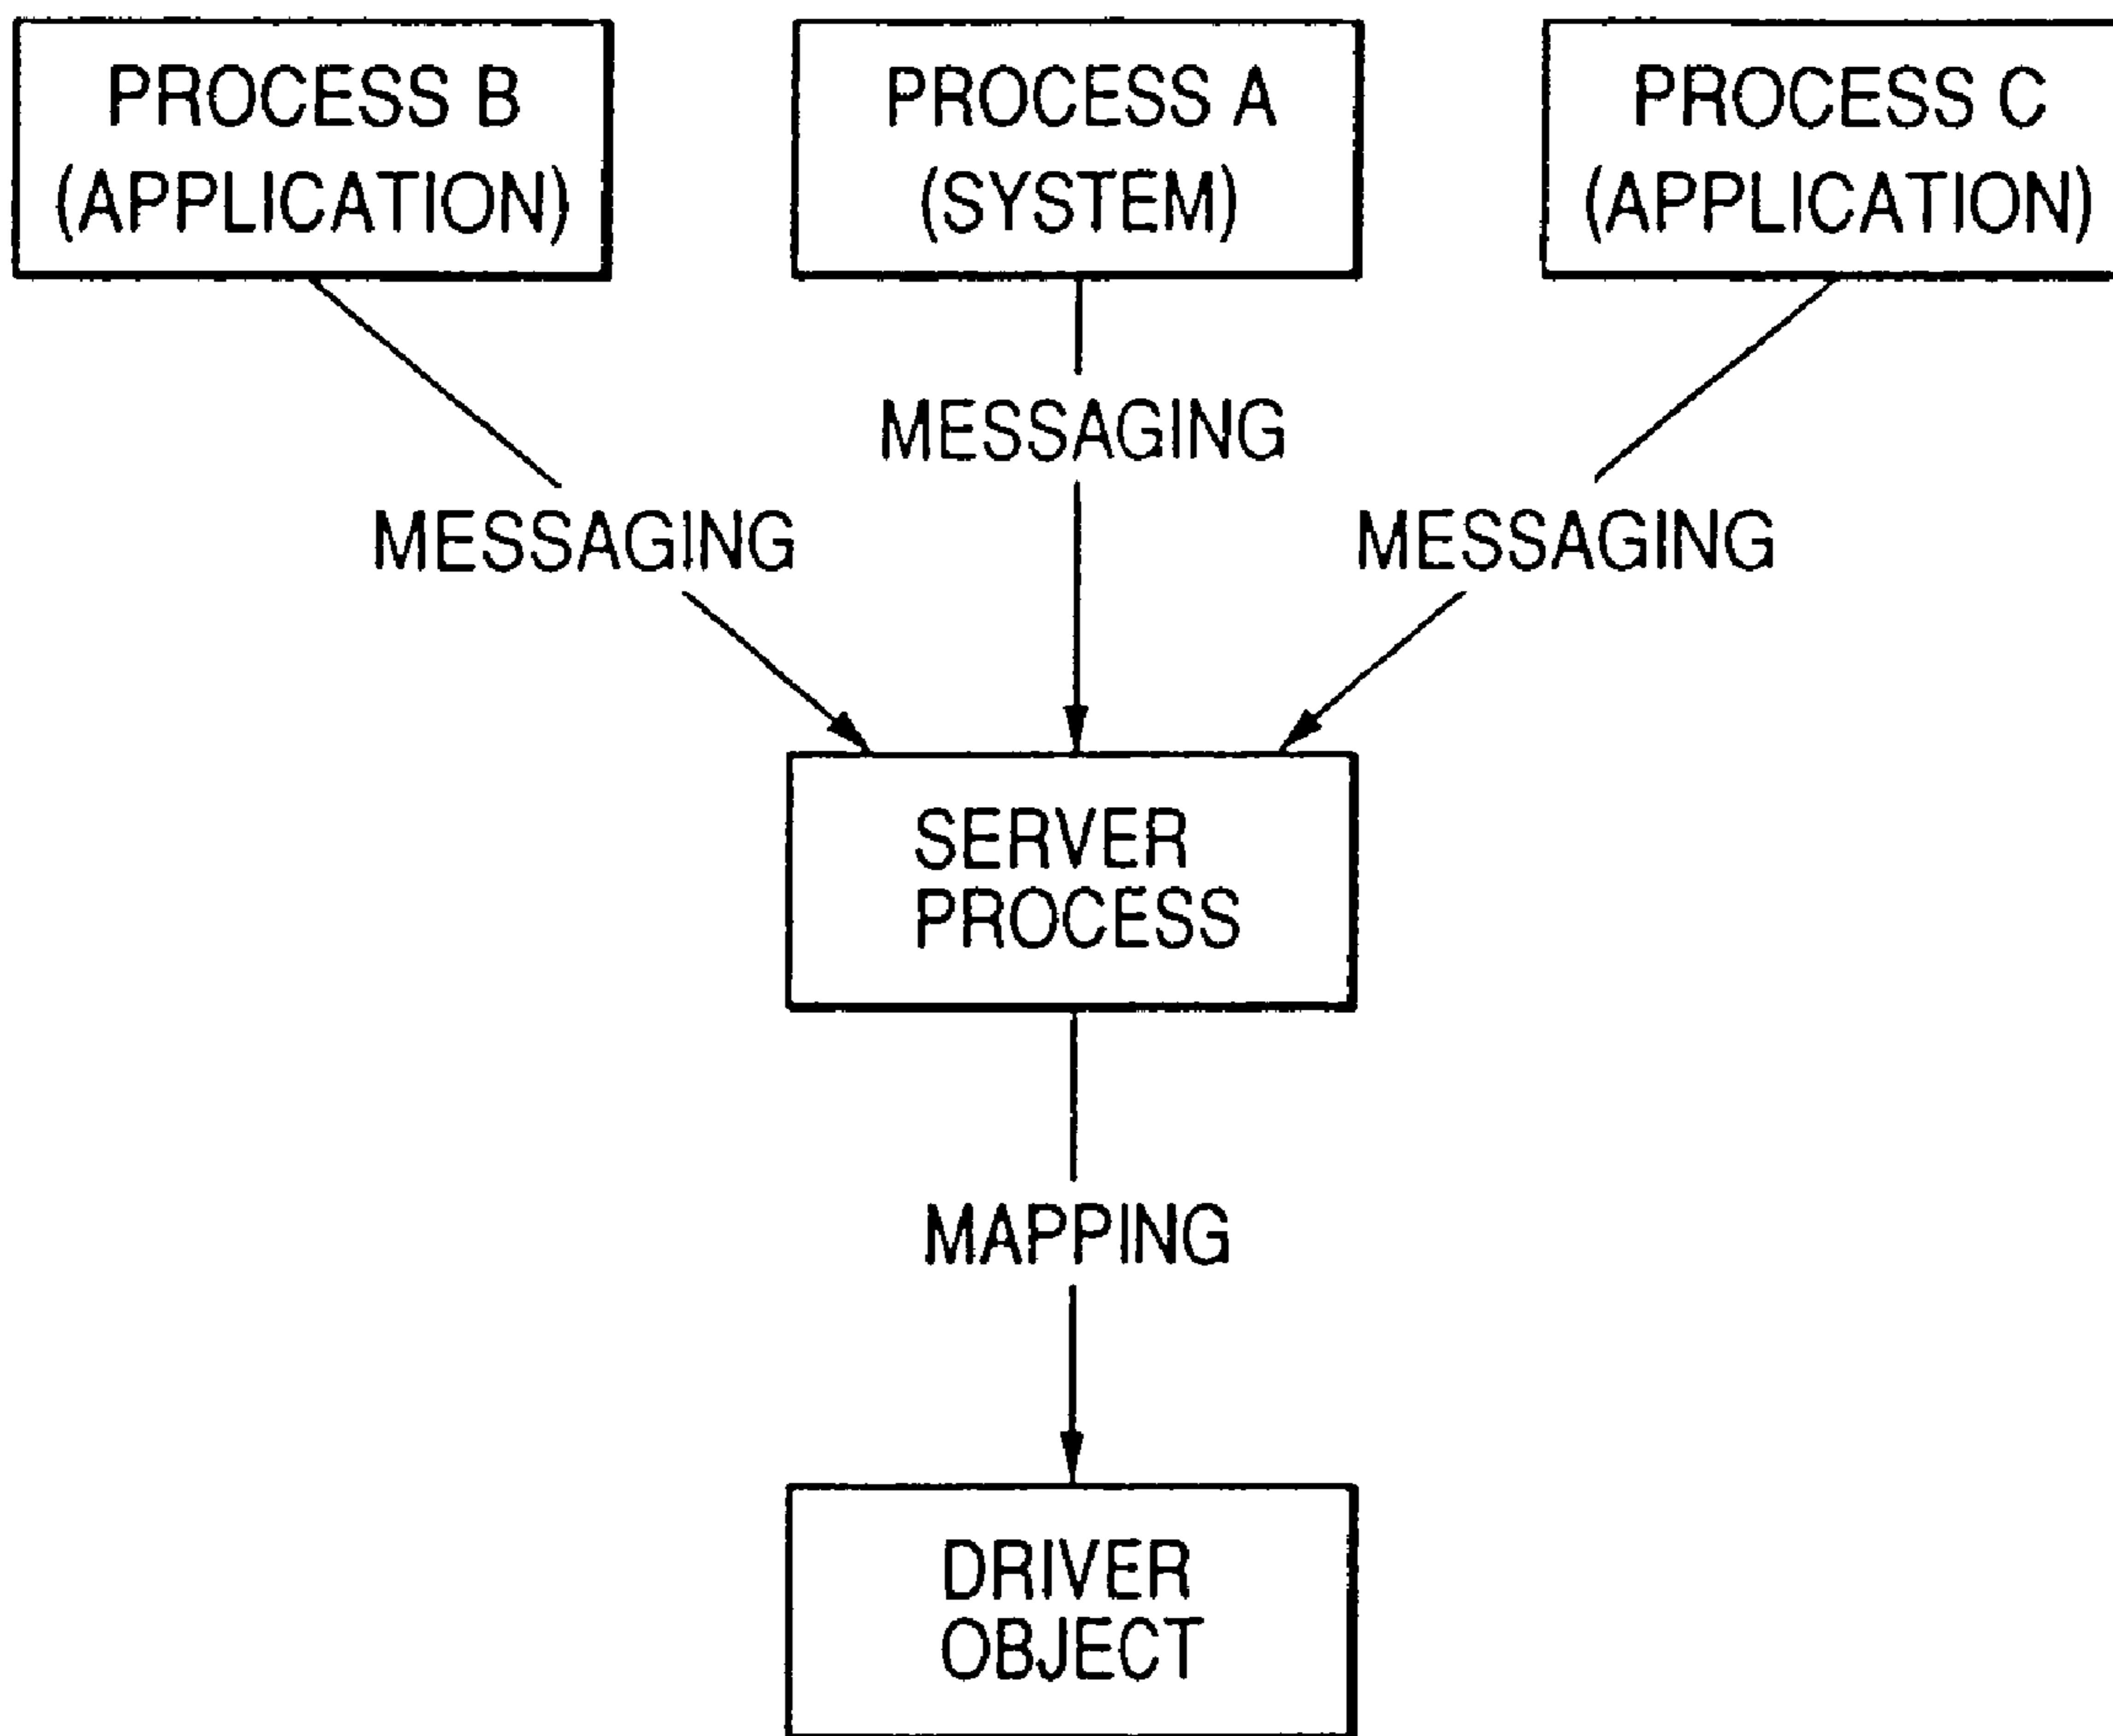 PROCESS B
(APPLICATION)
PROCESS A
(SYSTEM)
PROCESS C
(APPLICATION)
MESSAGING
MESSAGING
MESSAGING
SERVER
PROCESS
MAPPING
DRIVER
OBJECT